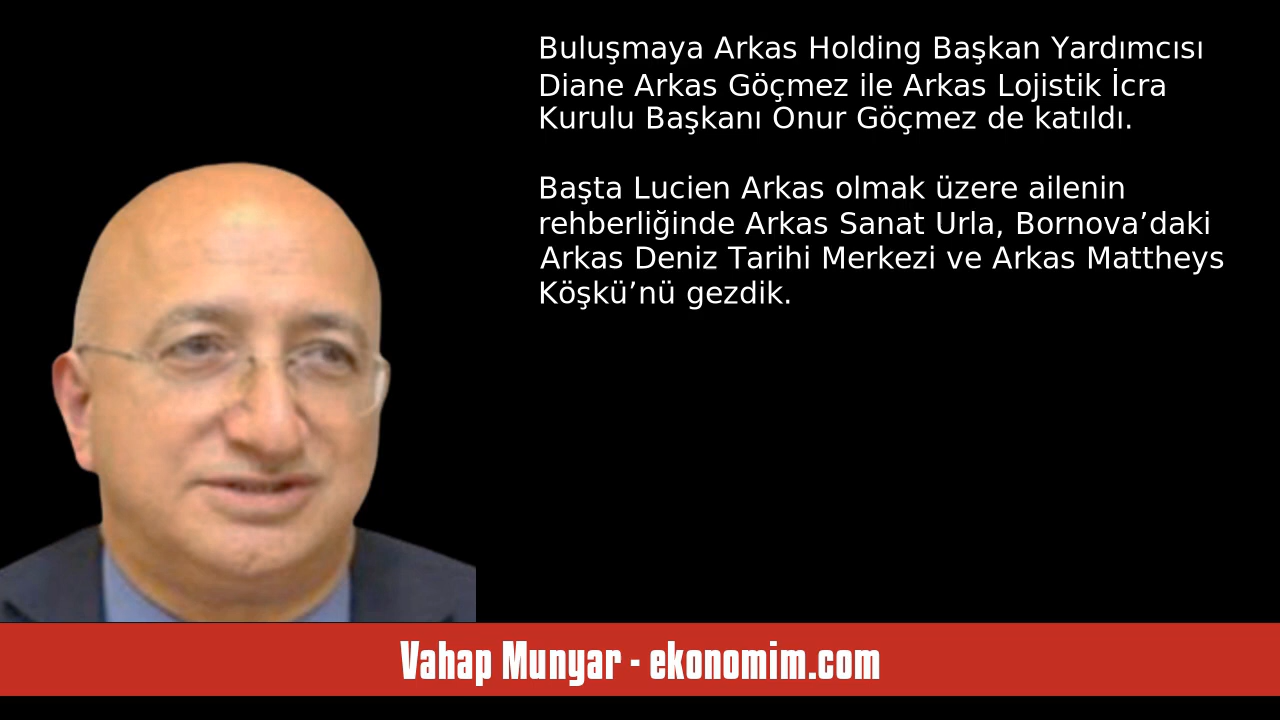 Buluşmaya Arkas Holding Başkan Yardımcısı
Diane Arkas Göçmez ile Arkas Lojistik İcra
Kurulu Başkanı Onur Göçmez de katıldı.
Başta Lucien Arkas olmak üzere ailenin
rehberliğinde Arkas Sanat Urla, Bornova’daki
Arkas Deniz Tarihi Merkezi ve Arkas Mattheys
Köşkü’nü gezdik.
Vahap Munyar - ekonomim.com